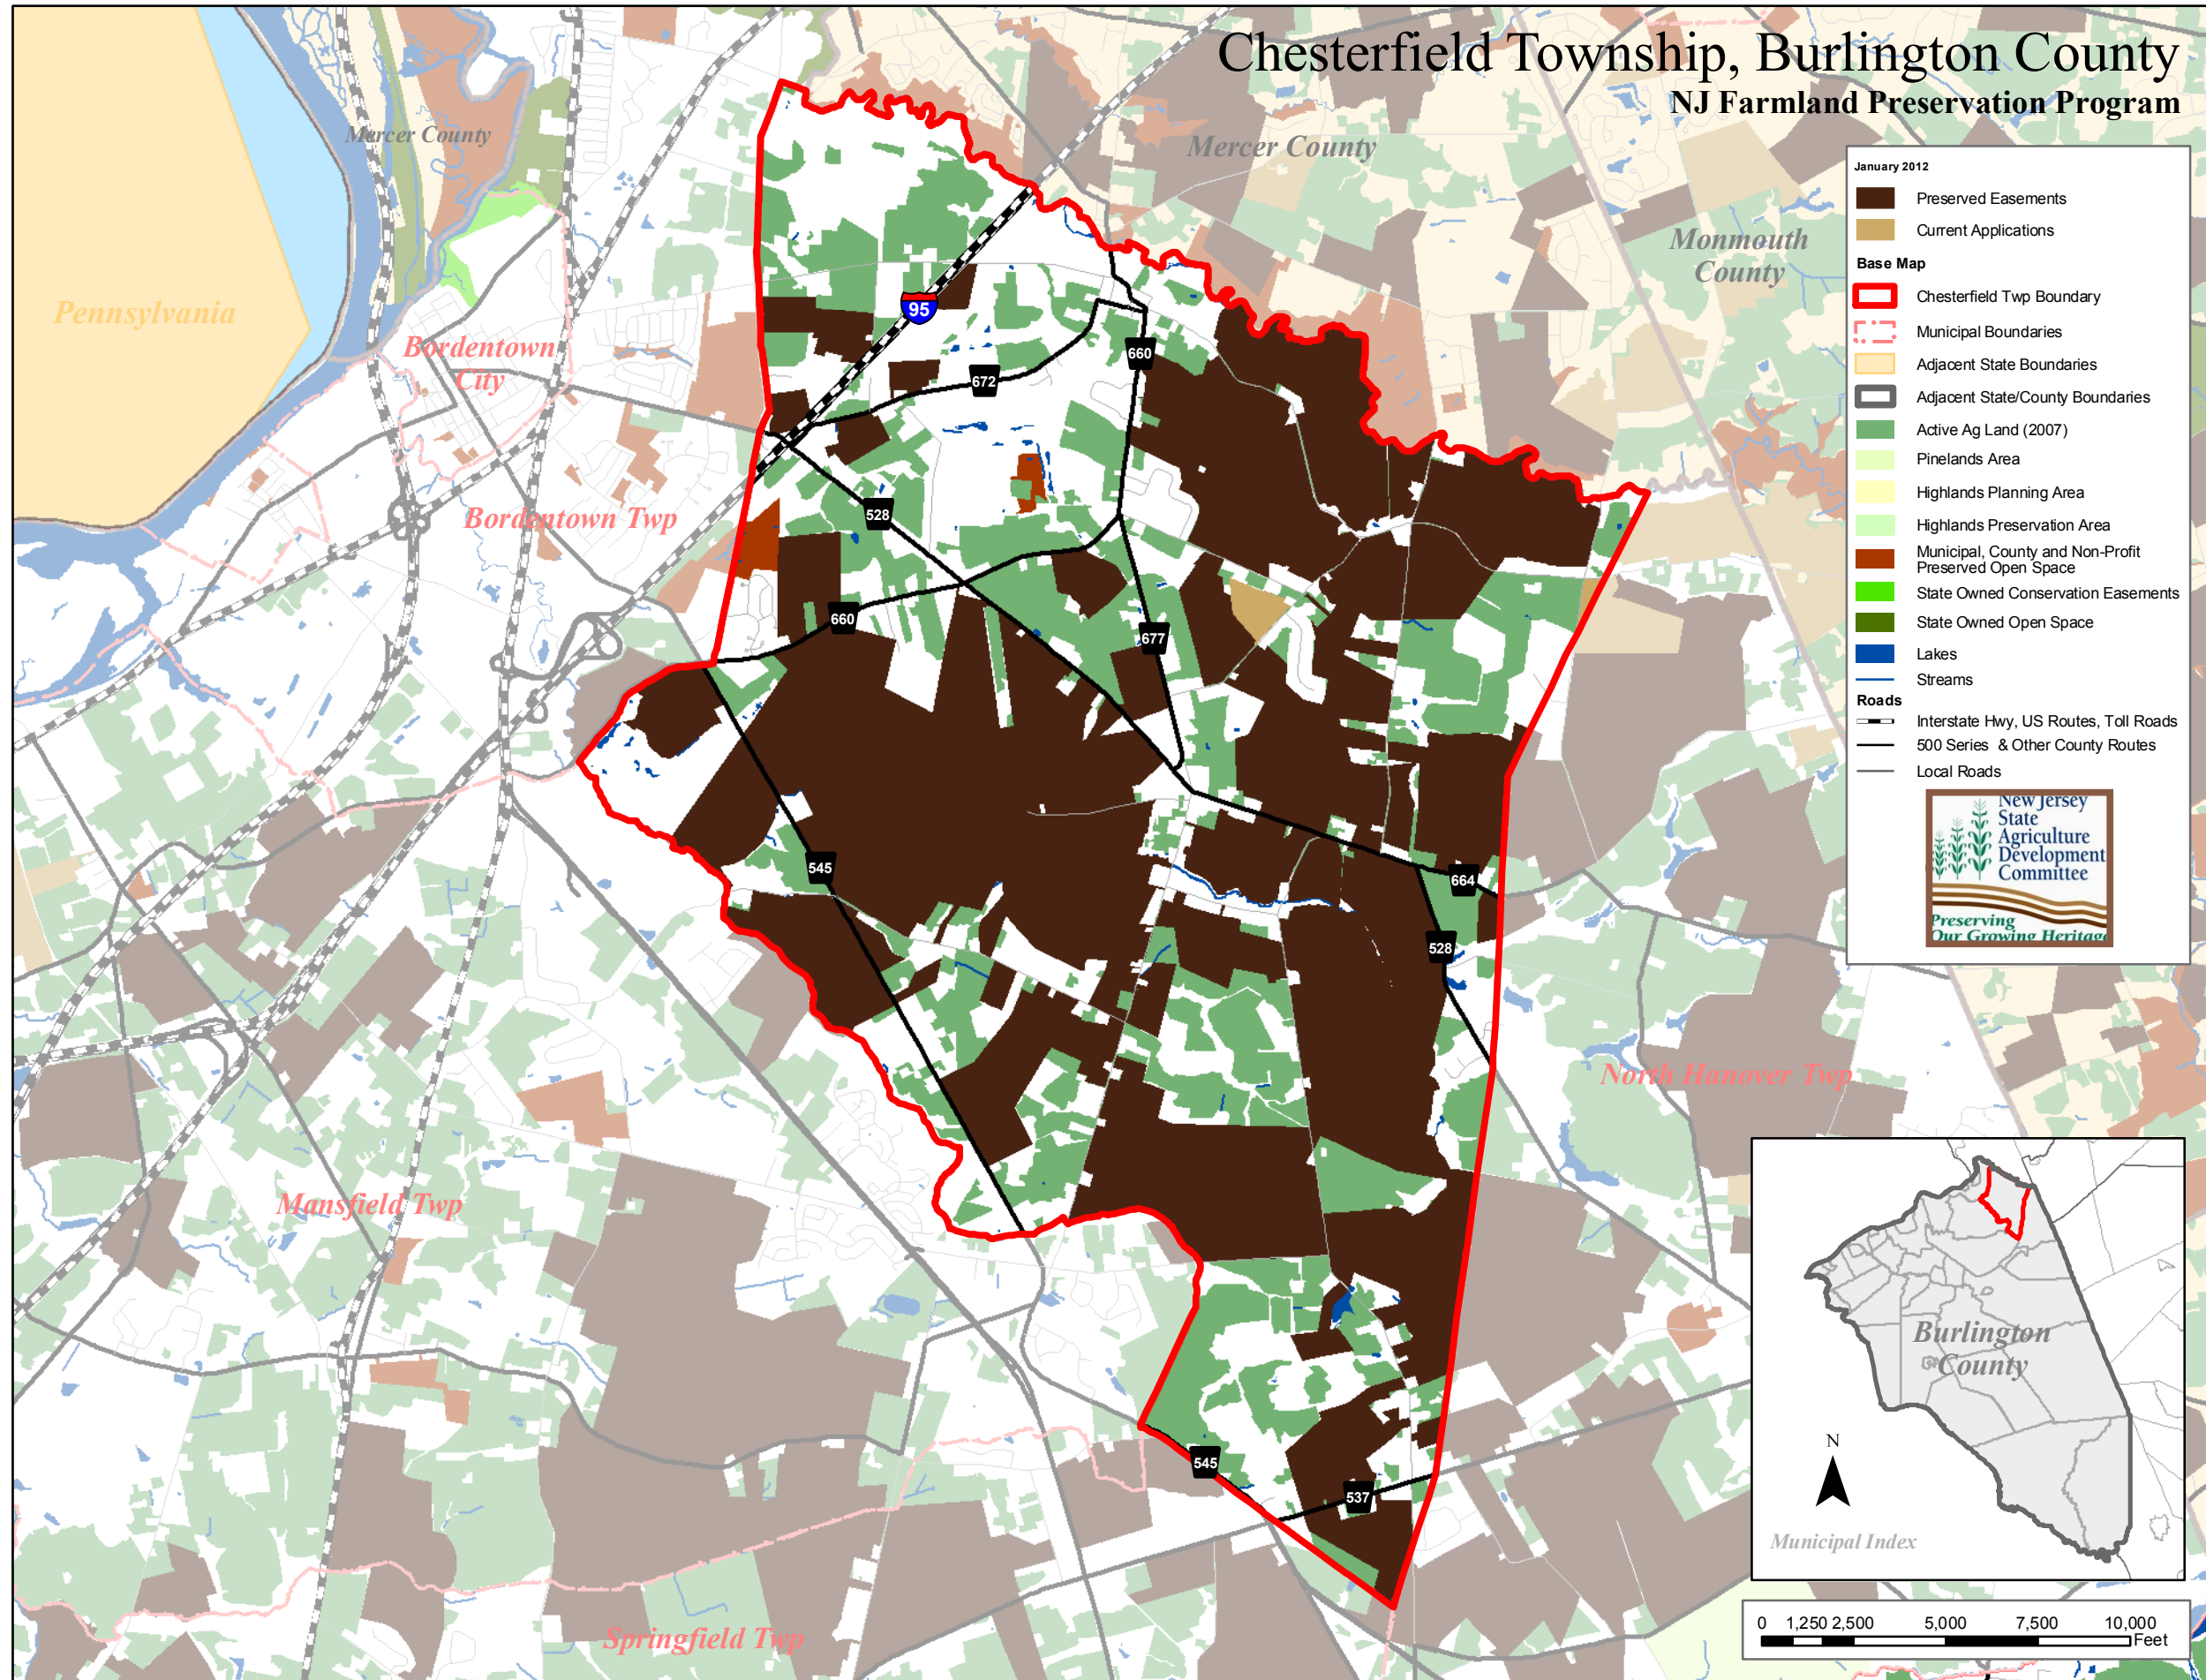 Chesterfield Township, Burlington County
NJ Farmland Preservation Program
Mercer County
Mercer County
Monmouth
County
Pennsylvania
Bordentown
City
Bordentown Twp
North Hanover Twp
Mansfield Twp
Springfield Twp
95
672
660
528
660
677
545
664
528
545
537
January 2012
Preserved Easements
Current Applications
Base Map
Chesterfield Twp Boundary
Municipal Boundaries
Adjacent State Boundaries
Adjacent State/County Boundaries
Active Ag Land (2007)
Pinelands Area
Highlands Planning Area
Highlands Preservation Area
Municipal, County and Non-Profit
Preserved Open Space
State Owned Conservation Easements
State Owned Open Space
Lakes
Streams
Roads
Interstate Hwy, US Routes, Toll Roads
500 Series & Other County Routes
Local Roads
New Jersey
State
Agriculture
Development
Committee
Preserving
Our Growing Heritage
Burlington
County
N
Municipal Index
0 1,250 2,500 5,000 7,500 10,000
Feet